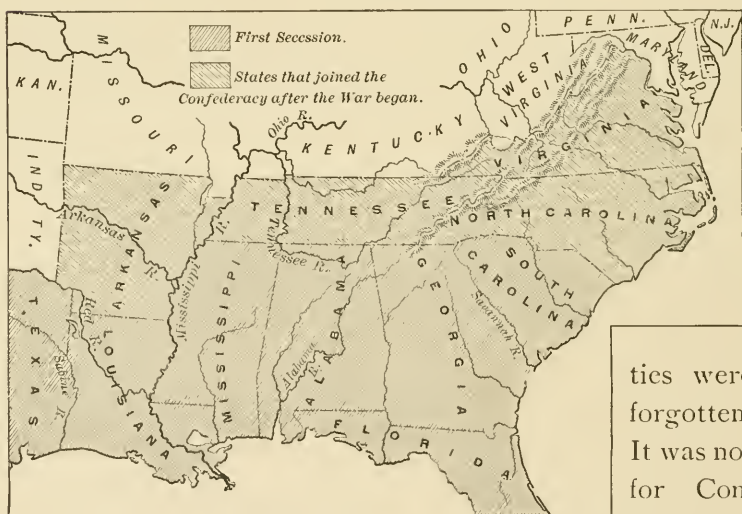 First Secession.
States that joined the
Confederacy after the War began.
PENN.
N.J.
MARYLAND
DEL.
OHIO
WEST VIRGINIA
VIRGINIA
KENTUCKY
Ohio R.
MISSOURI
KAN.
IND TY.
TENNESSEE
Tennessee R.
NORTH CAROLINA
SOUTH CAROLINA
Savannah R.
GEORGIA
ALABAMA
Alabama R.
MISSISSIPPI
Mississippi R.
ARKANSAS
Arkansas R.
LOUISIANA
Red R.
TEXAS
Sabine R.
FLORIDA
ties were
forgotten
It was no
for Con